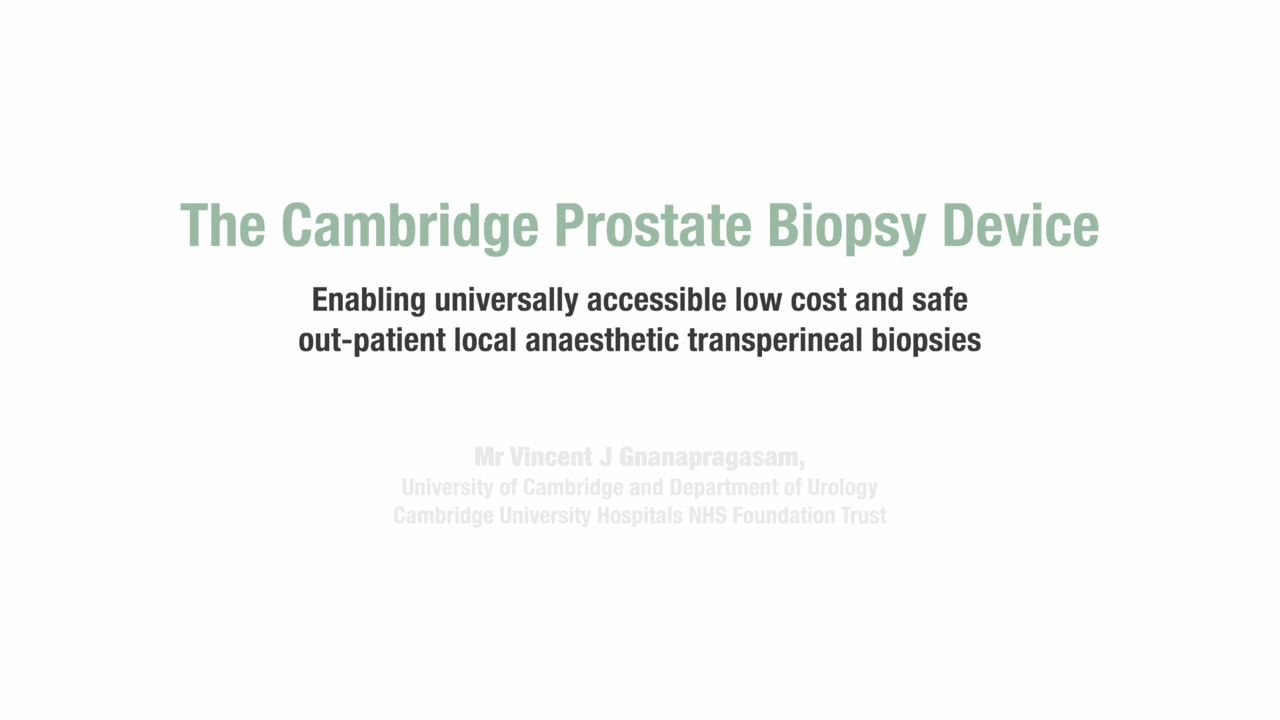 The Cambridge Prostate Biopsy Device
Enabling universally accessible low cost and safe
out-patient local anaesthetic transperineal biopsies
Mr Vincent J Gnanapragasam,
University of Cambridge and Department of Urology
Cambridge University Hospitals NHS Foundation Trust